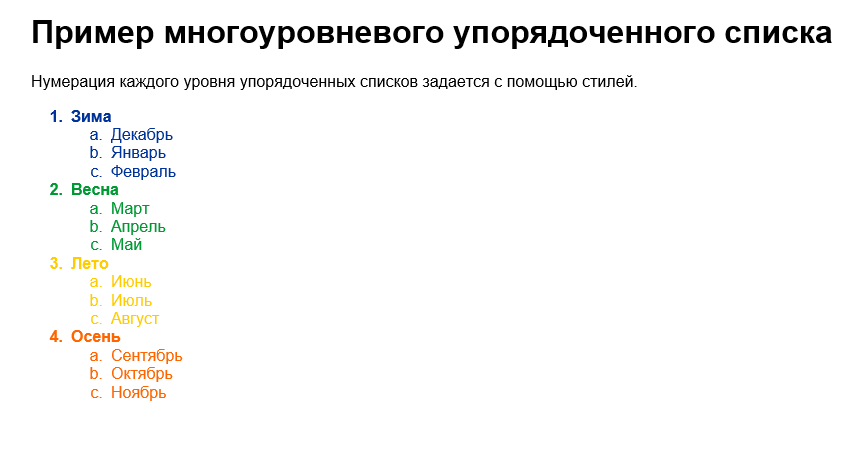 Пример многоуровневого упорядоченного списка
Нумерация каждого уровня упорядоченных списков задается с помощью стилей.
1. Зима
a. Декабрь
b. Январь
c. Февраль
2. Весна
a. Март
b. Апрель
c. Май
3. Лето
a. Июнь
b. Июль
c. Август
4. Осень
a. Сентябрь
b. Октябрь
c. Ноябрь